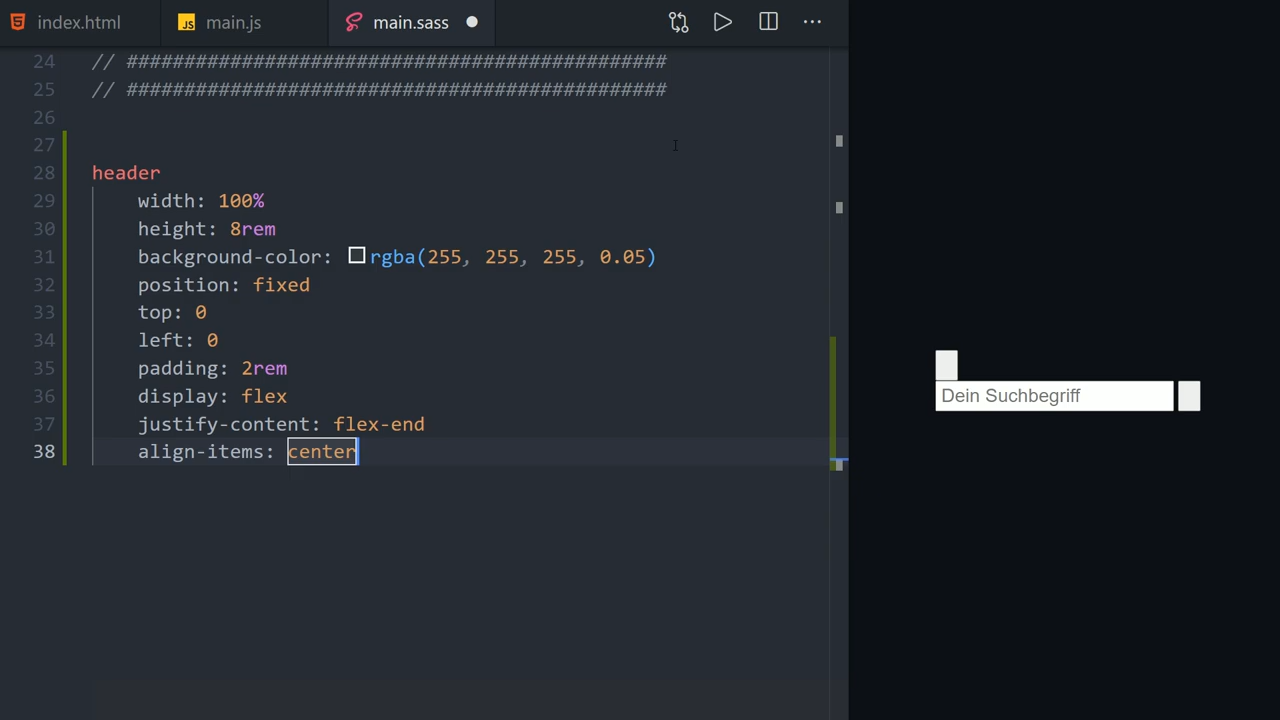 index.html
JS main.js
main.sass
24 // ###############################################
25 // ###############################################
26
27
28 header
29 width: 100%
30 height: 8rem
31 background-color: rgba(255, 255, 255, 0.05)
32 position: fixed
33 top: 0
34 left: 0
35 padding: 2rem
36 display: flex
37 justify-content: flex-end
38 align-items: center
Dein Suchbegriff